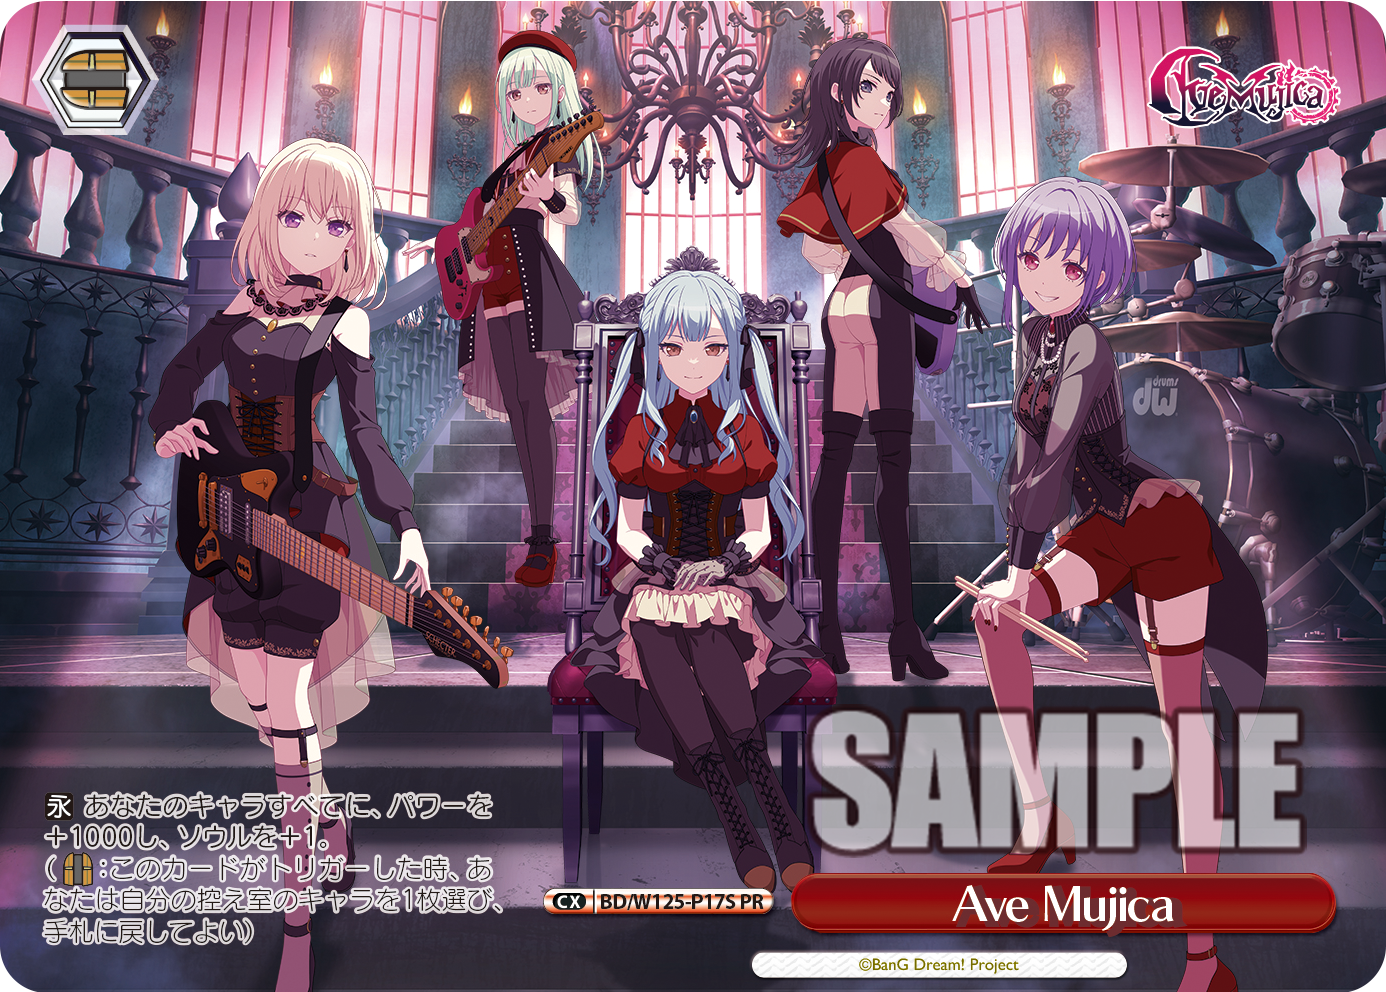 Ave Mujica
drums
dw
SCHECTER
SAMPLE
永 あなたのキャラすべてに、パワーを
+1000し、ソウルを+1。
( :このカードがトリガーした時、あ
なたは自分の控え室のキャラを1枚選び、
手札に戻してよい)
CX BD/W125-P17S PR
Ave Mujica
©BanG Dream! Project